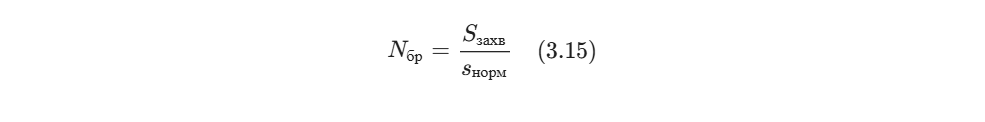 N_бр = S_захв / s_норм (3.15)